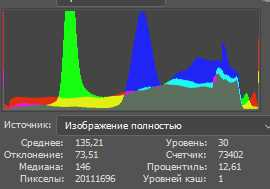 Источник: Изображение полностью
Среднее: 135,21 Уровень: 30
Отклонение: 73,51 Счетчик: 73402
Медиана: 146 Процентиль: 12,61
Пикселы: 20111696 Уровней кэш: 1